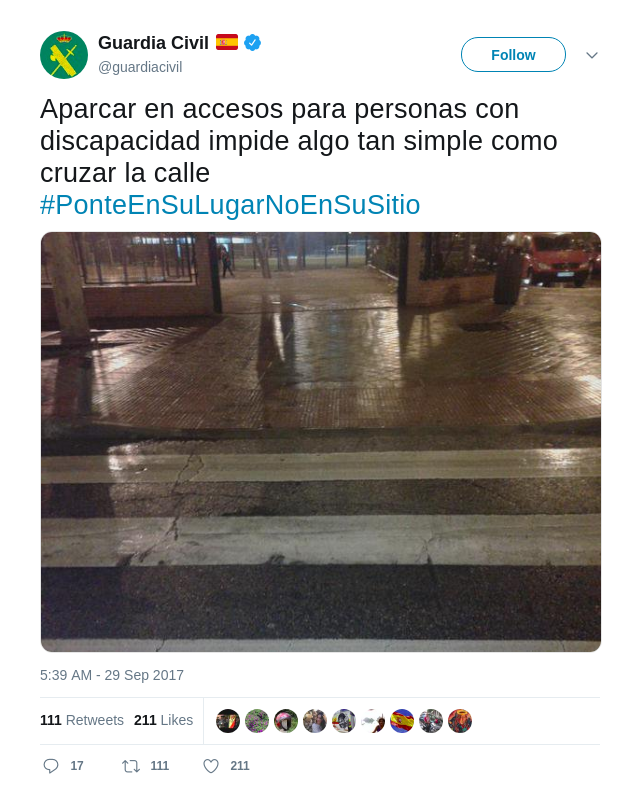 Guardia Civil
@guardiacivil
Follow
Aparcar en accesos para personas con
discapacidad impide algo tan simple como
cruzar la calle
#PonteEnSuLugarNoEnSuSitio
5:39 AM - 29 Sep 2017
111 Retweets 211 Likes
17 111 211